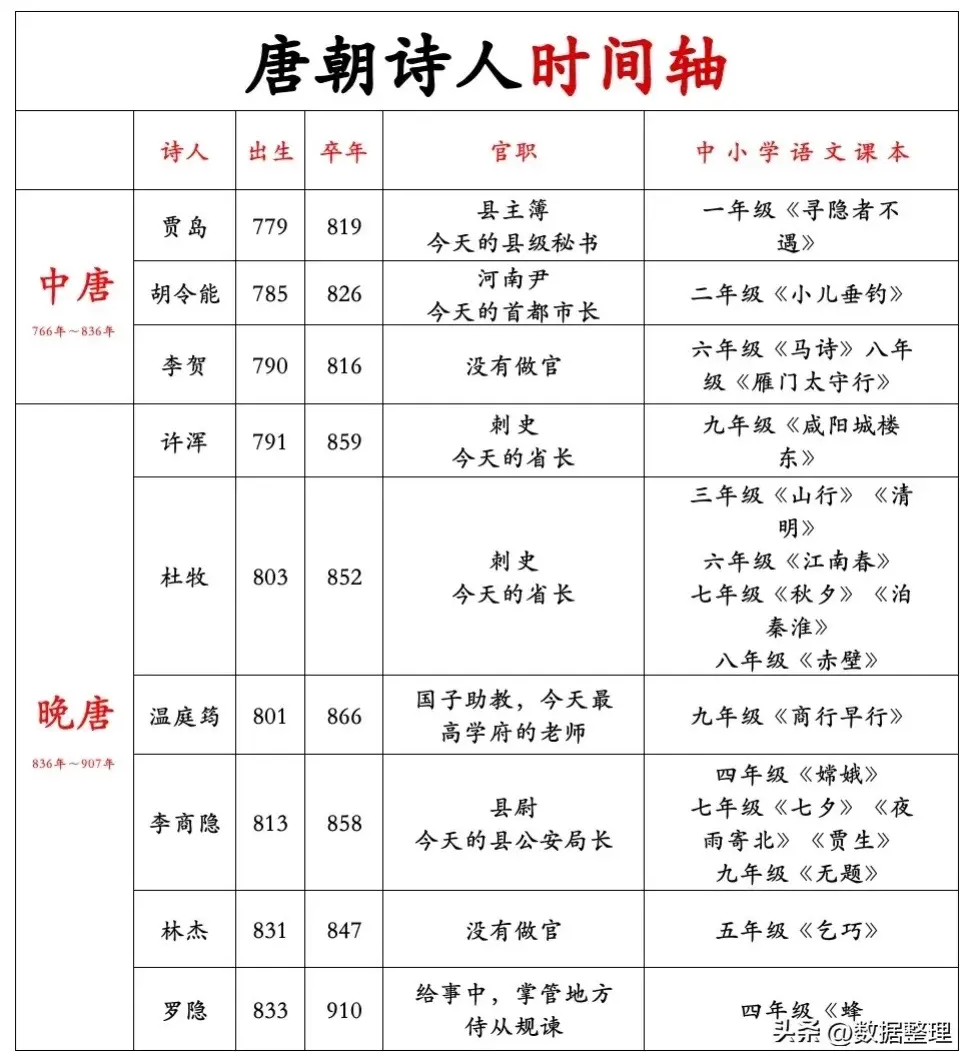 唐朝诗人时间轴
诗人 出生 卒年 官职 中小学语文课本
中唐
766年~836年
贾岛 779 819
县主簿
今天的县级秘书
一年级《寻隐者不
遇》
胡令能 785 826
河南尹
今天的首都市长
二年级《小儿垂钓》
李贺 790 816 没有做官
六年级《马诗》八年
级《雁门太守行》
晚唐
836年~907年
许浑 791 859
刺史
今天的省长
九年级《咸阳城楼
东》
杜牧 803 852
刺史
今天的省长
三年级《山行》《清
明》
六年级《江南春》
七年级《秋夕》《泊
秦淮》
八年级《赤壁》
温庭筠 801 866
国子助教，今天最
高学府的老师
九年级《商行早行》
李商隐 813 858
县尉
今天的县公安局长
四年级《嫦娥》
七年级《七夕》《夜
雨寄北》《贾生》
九年级《无题》
林杰 831 847 没有做官 五年级《乞巧》
罗隐 833 910
给事中，掌管地方
侍从规谏
四年级《蜂
头条 @数据整理